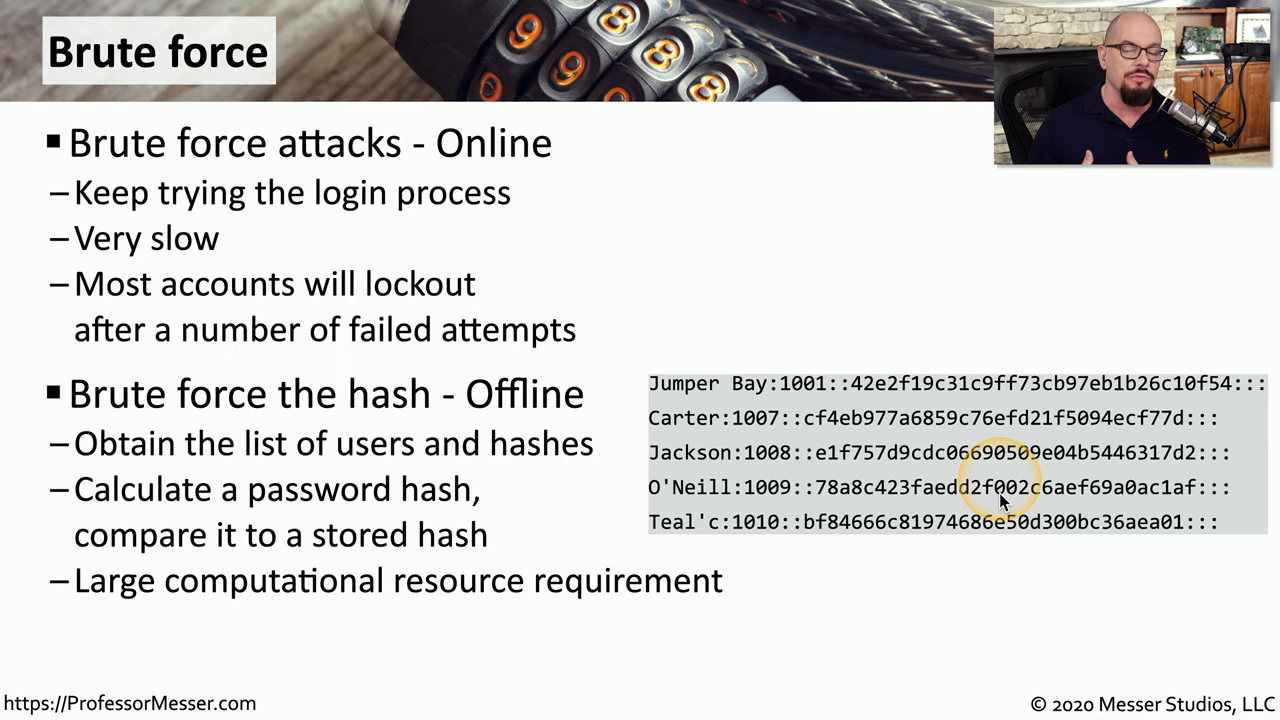 Brute force
▪ Brute force attacks - Online
– Keep trying the login process
– Very slow
– Most accounts will lockout
after a number of failed attempts
▪ Brute force the hash - Offline
– Obtain the list of users and hashes
– Calculate a password hash,
compare it to a stored hash
– Large computational resource requirement
Jumper Bay:1001::42e2f19c31c9ff73cb97eb1b26c10f54:::
Carter:1007::cf4eb977a6859c76efd21f5094ecf77d:::
Jackson:1008::e1f757d9cdc06690509e04b5446317d2:::
O'Neill:1009::78a8c423faedd2f002c6aef69a0ac1af:::
Teal'c:1010::bf84666c81974686e50d300bc36aea01:::
https://ProfessorMesser.com
© 2020 Messer Studios, LLC